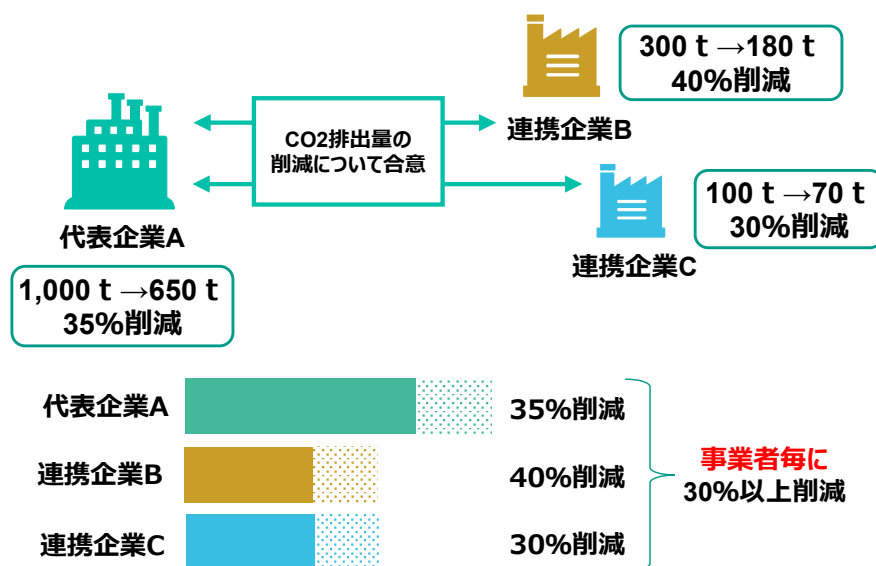 300 t →180 t
40%削減
連携企業B
CO2排出量の
削減について合意
100 t →70 t
30%削減
代表企業A
連携企業C
1,000 t →650 t
35%削減
代表企業A
35%削減
連携企業B
40%削減
事業者毎に
30%以上削減
連携企業C
30%削減